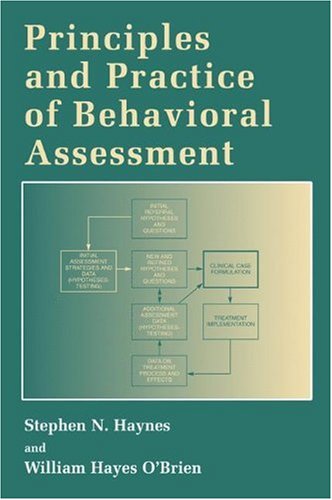 Principles
and Practice
of Behavioral
Assessment
INITIAL
REFERRAL
HYPOTHESES
AND
QUESTIONS
INITIAL
ASSESSMENT
STRATEGIES AND
DATA
(HYPOTHESES-
TESTING)
NEW AND
REFINED
HYPOTHESES
AND
QUESTIONS
CLINICAL CASE
FORMULATION
ADDITIONAL
ASSESSMENT
DATA
(HYPOTHESES-
TESTING)
TREATMENT
IMPLEMENTATION
DATA ON
TREATMENT
PROCESS AND
EFFECTS
Stephen N. Haynes
and
William Hayes O'Brien